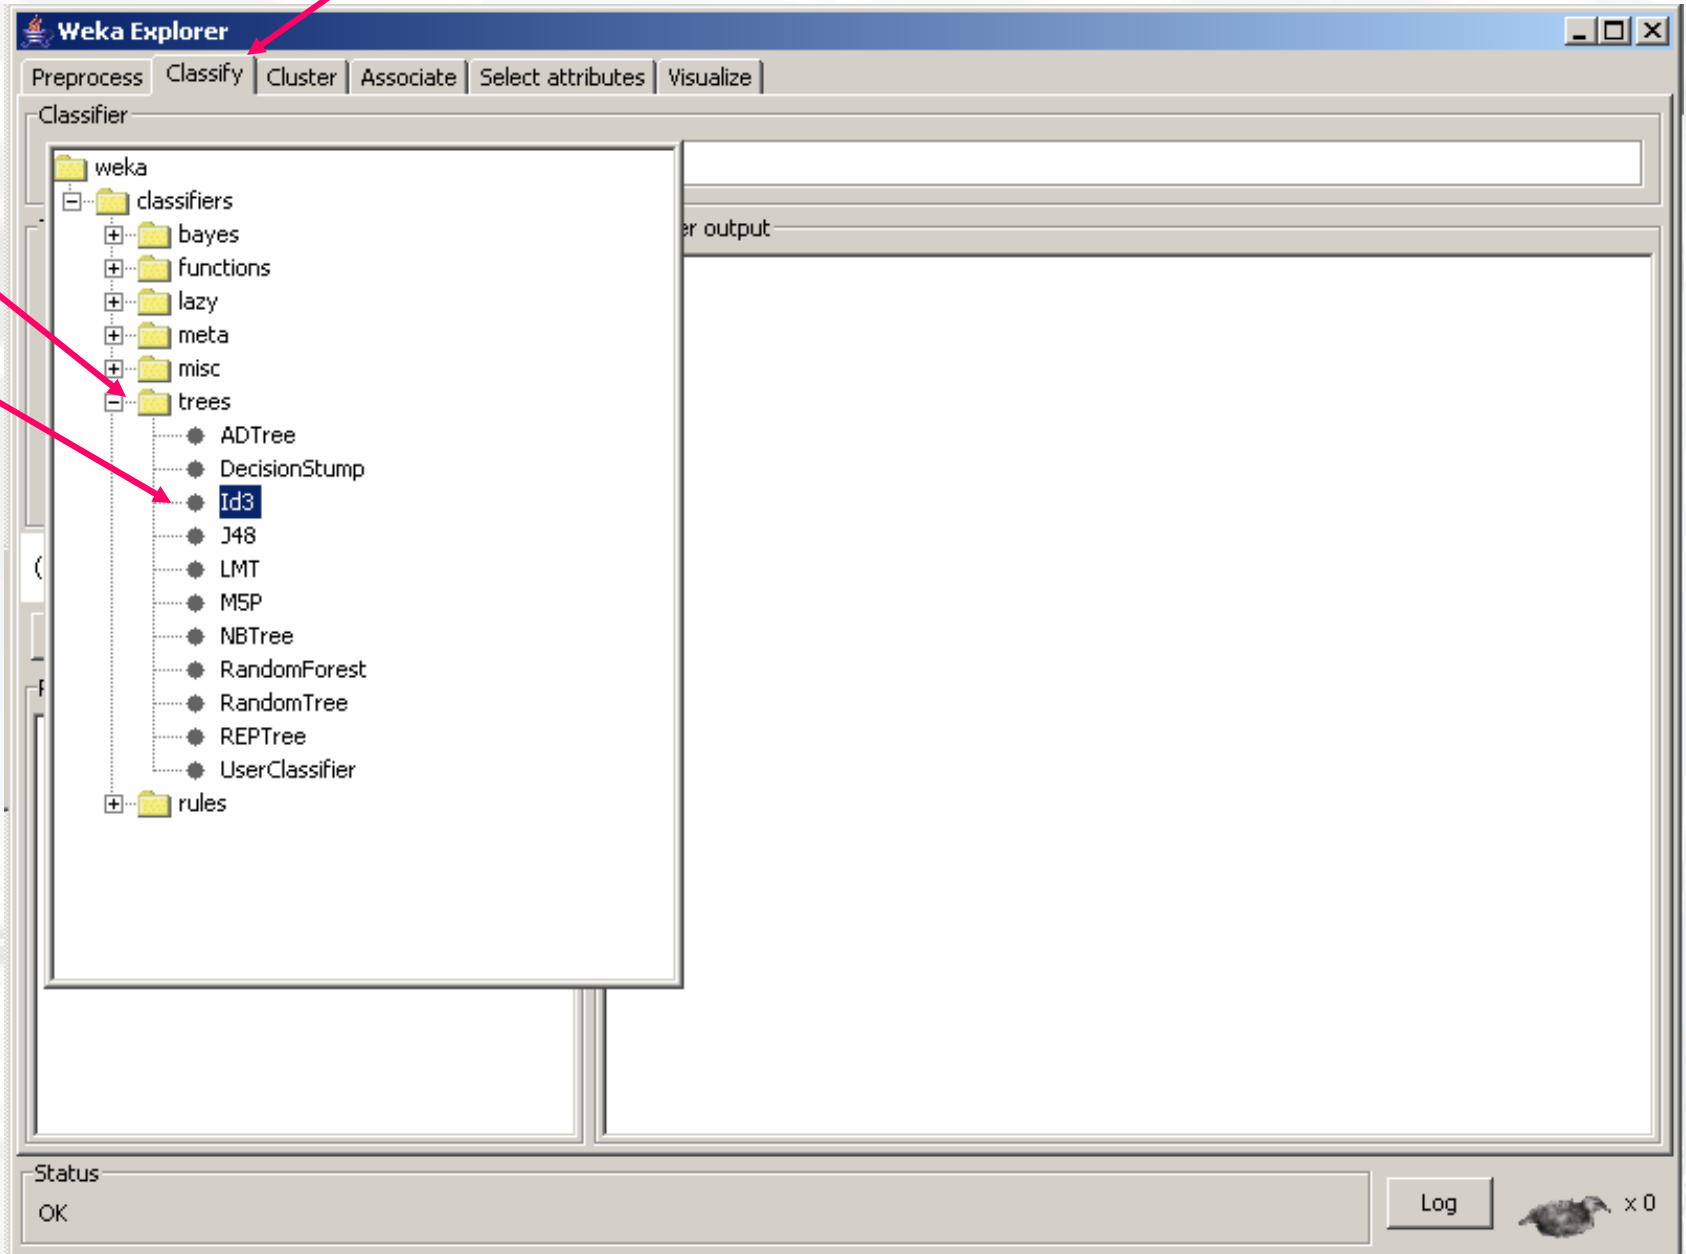 Weka Explorer
Preprocess Classify Cluster Associate Select attributes Visualize
Classifier
weka
classifiers
bayes
functions
lazy
meta
misc
trees
ADTree
DecisionStump
Id3
J48
LMT
M5P
NBTree
RandomForest
RandomTree
REPTree
UserClassifier
rules
er output
Status
OK
Log
x 0